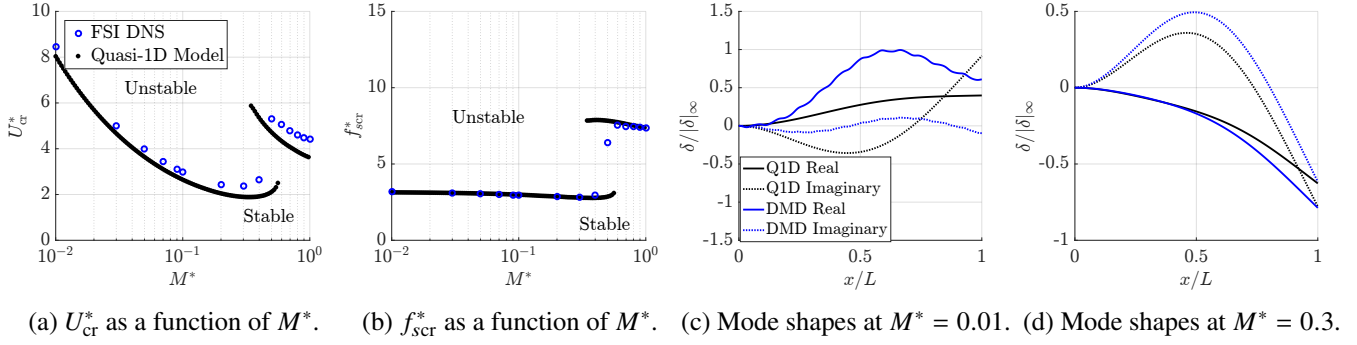 10
8
6
4
2
0
U*cr
FSI DNS
Quasi-1D Model
Unstable
Stable
10⁻² 10⁻¹ 10⁰
M*
15
10
5
0
f*scr
Unstable
Stable
10⁻² 10⁻¹ 10⁰
M*
1.5
1
0.5
0
-0.5
-1
-1.5
δ/|δ|∞
Q1D Real
Q1D Imaginary
DMD Real
DMD Imaginary
0 0.5 1
x/L
0.5
0
-0.5
-1
δ/|δ|∞
0 0.5 1
x/L
(a) U*cr as a function of M*. (b) f*scr as a function of M*. (c) Mode shapes at M* = 0.01. (d) Mode shapes at M* = 0.3.